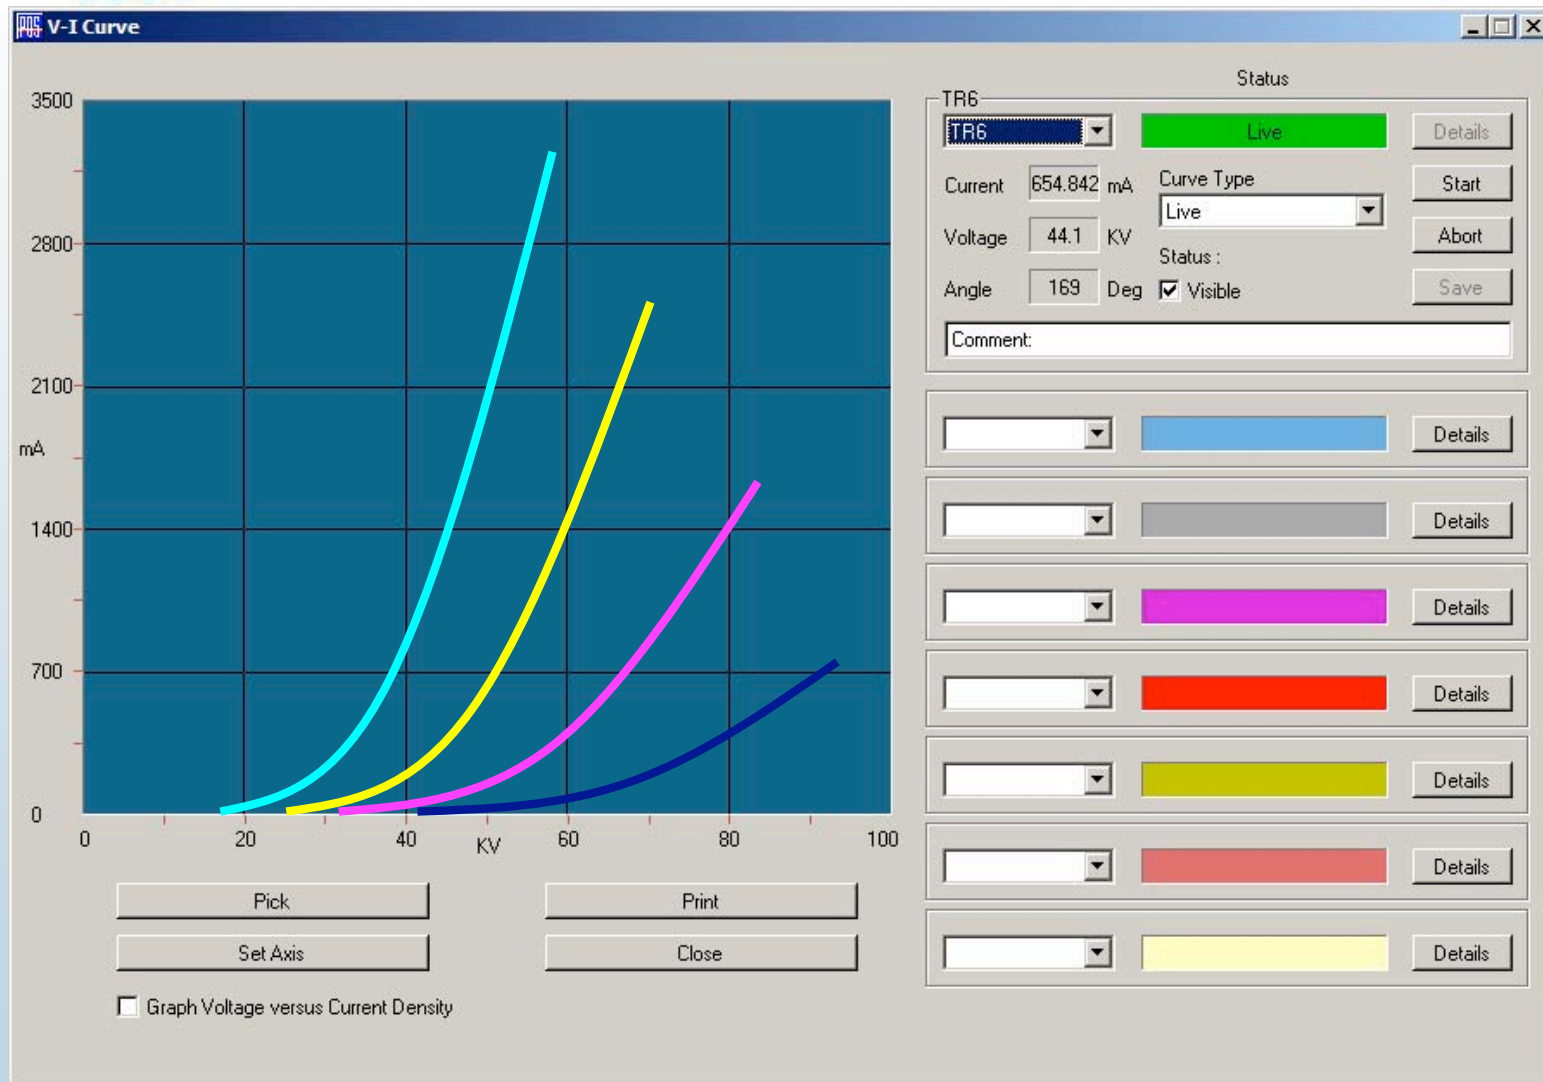 V-I Curve
3500
2800
2100
mA
1400
700
0
0 20 40 KV 60 80 100
Pick Print
Set Axis Close
Graph Voltage versus Current Density
Status
TR6
TR6 Live Details
Current 654.842 mA Curve Type Start
Live
Voltage 44.1 KV Abort
Status :
Angle 169 Deg Visible Save
Comment:
Details
Details
Details
Details
Details
Details
Details